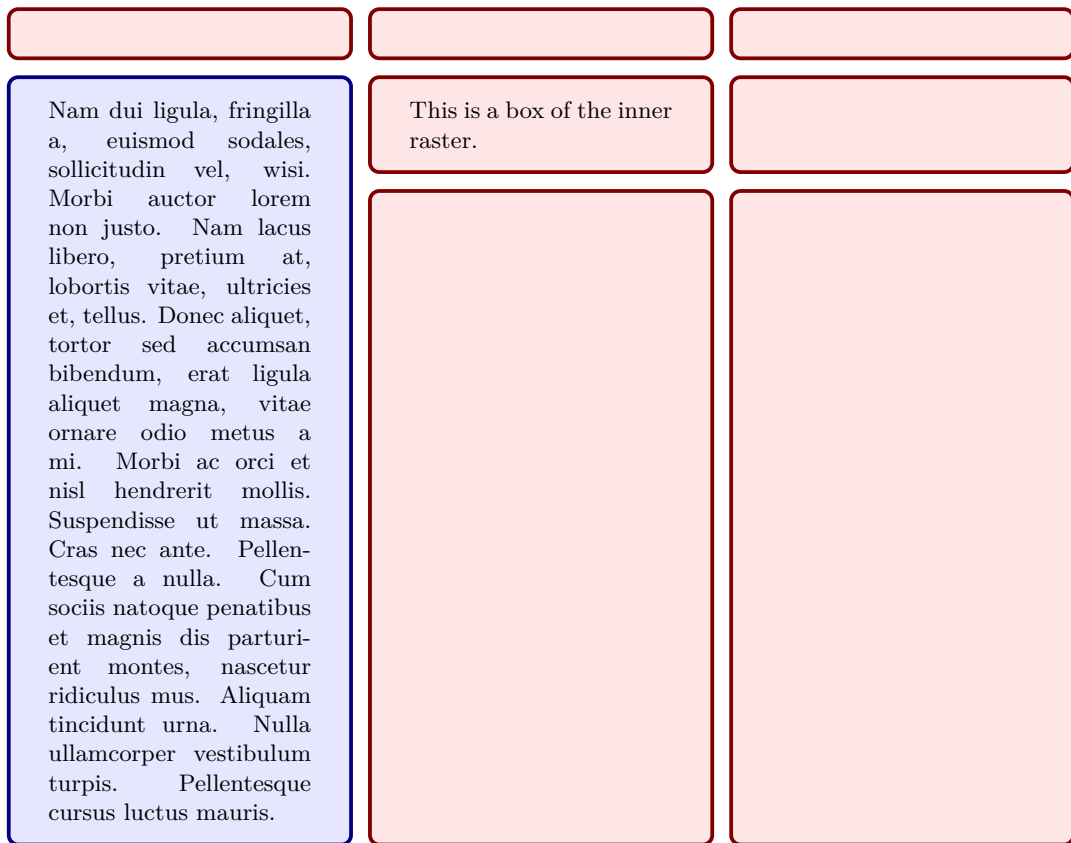 Nam dui ligula, fringilla
a, euismod sodales,
sollicitudin vel, wisi.
Morbi auctor lorem
non justo. Nam lacus
libero, pretium at,
lobortis vitae, ultricies
et, tellus. Donec aliquet,
tortor sed accumsan
bibendum, erat ligula
aliquet magna, vitae
ornare odio metus a
mi. Morbi ac orci et
nisl hendrerit mollis.
Suspendisse ut massa.
Cras nec ante. Pellen-
tesque a nulla. Cum
sociis natoque penatibus
et magnis dis parturi-
ent montes, nascetur
ridiculus mus. Aliquam
tincidunt urna. Nulla
ullamcorper vestibulum
turpis. Pellentesque
cursus luctus mauris.
This is a box of the inner
raster.